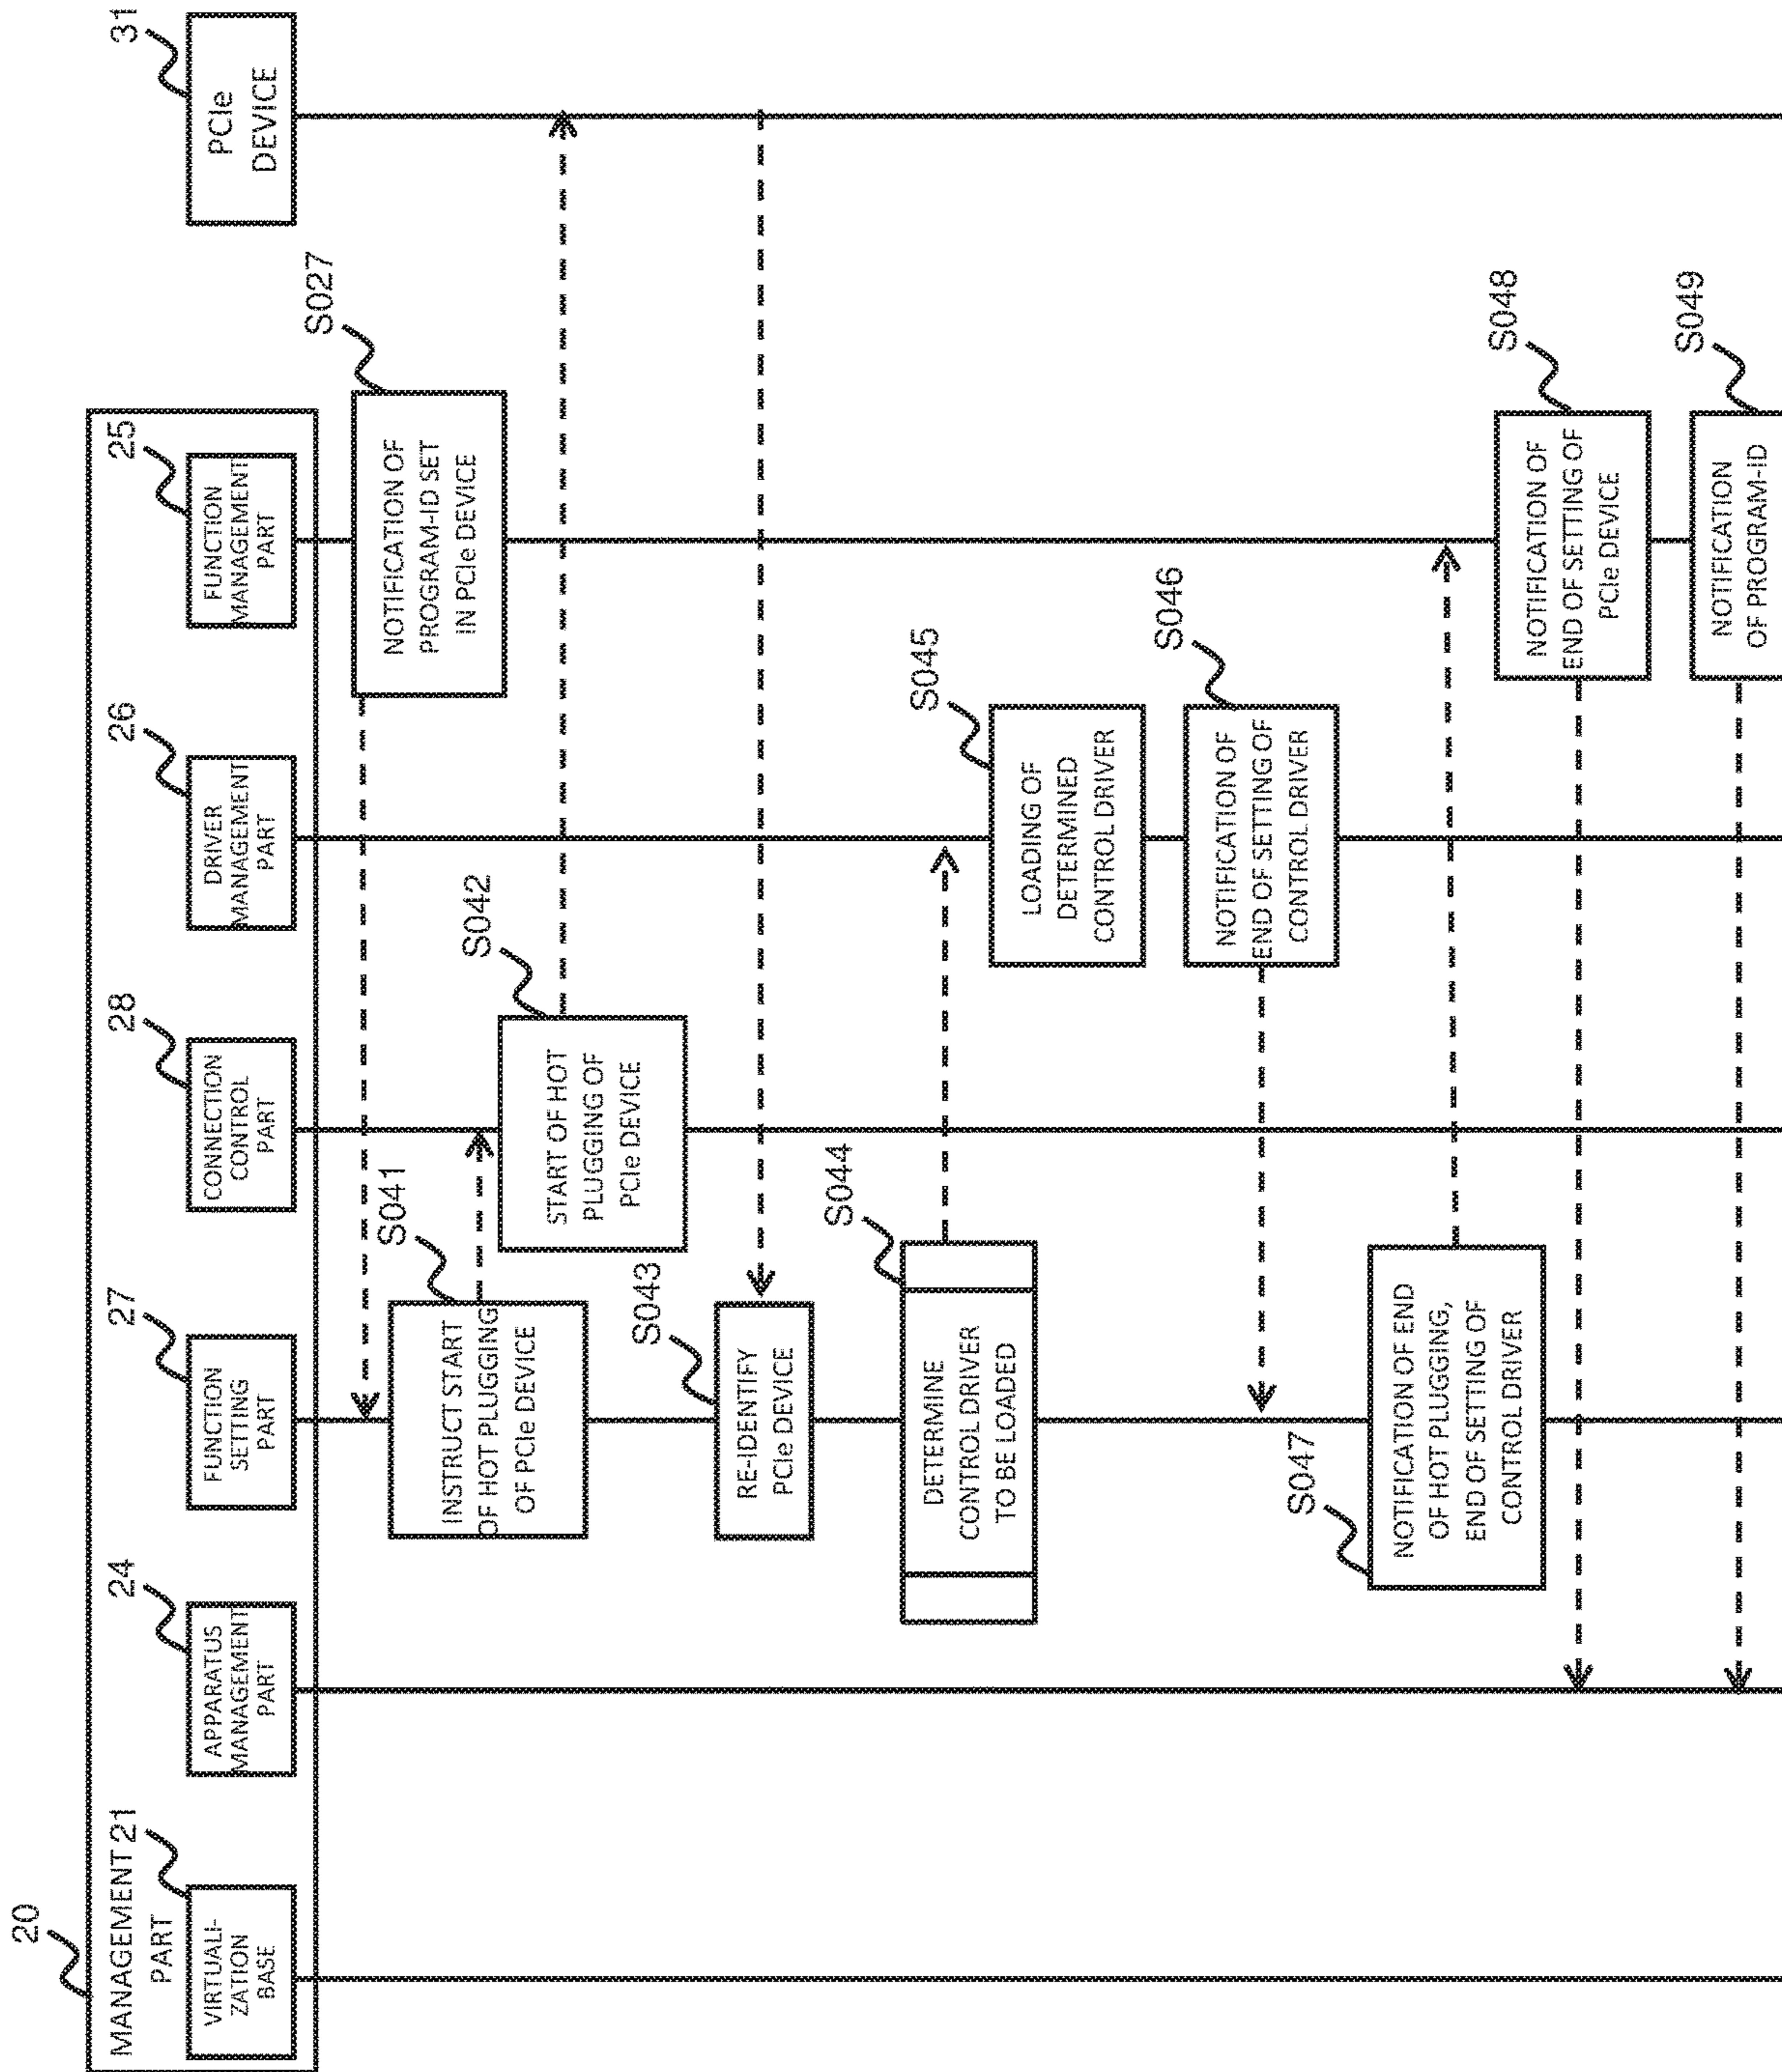 20
MANAGEMENT
PART
21
VIRTUALI-
ZATION
BASE
24
APPARATUS
MANAGEMENT
PART
27
FUNCTION
SETTING
PART
28
CONNECTION
CONTROL
PART
26
DRIVER
MANAGEMENT
PART
25
FUNCTION
MANAGEMENT
PART
31
PCIe
DEVICE
S027
NOTIFICATION OF
PROGRAM-ID SET
IN PCIe DEVICE
S041
INSTRUCT START
OF HOT PLUGGING
OF PCIe DEVICE
S042
START OF HOT
PLUGGING OF
PCIe DEVICE
S043
RE-IDENTIFY
PCIe DEVICE
S044
DETERMINE
CONTROL DRIVER
TO BE LOADED
S045
LOADING OF
DETERMINED
CONTROL DRIVER
S046
NOTIFICATION OF
END OF SETTING OF
CONTROL DRIVER
S047
NOTIFICATION OF END
OF HOT PLUGGING,
END OF SETTING OF
CONTROL DRIVER
S048
NOTIFICATION OF
END OF SETTING OF
PCIe DEVICE
S049
NOTIFICATION
OF PROGRAM-ID